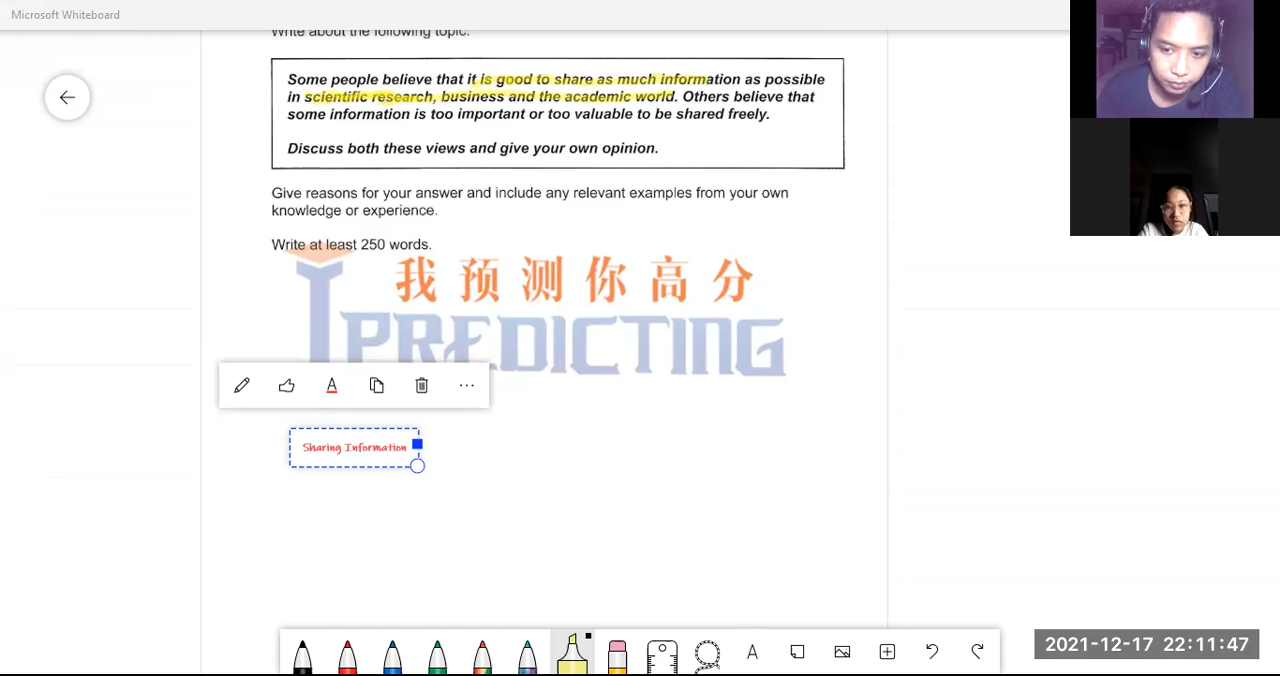 Microsoft Whiteboard
Write about the following topic.
Some people believe that it is good to share as much information as possible
in scientific research, business and the academic world. Others believe that
some information is too important or too valuable to be shared freely.
Discuss both these views and give your own opinion.
Give reasons for your answer and include any relevant examples from your own
knowledge or experience.
Write at least 250 words.
我预测你高分
IPREDICTING
A
Sharing Information
A
2021-12-17 22:11:47